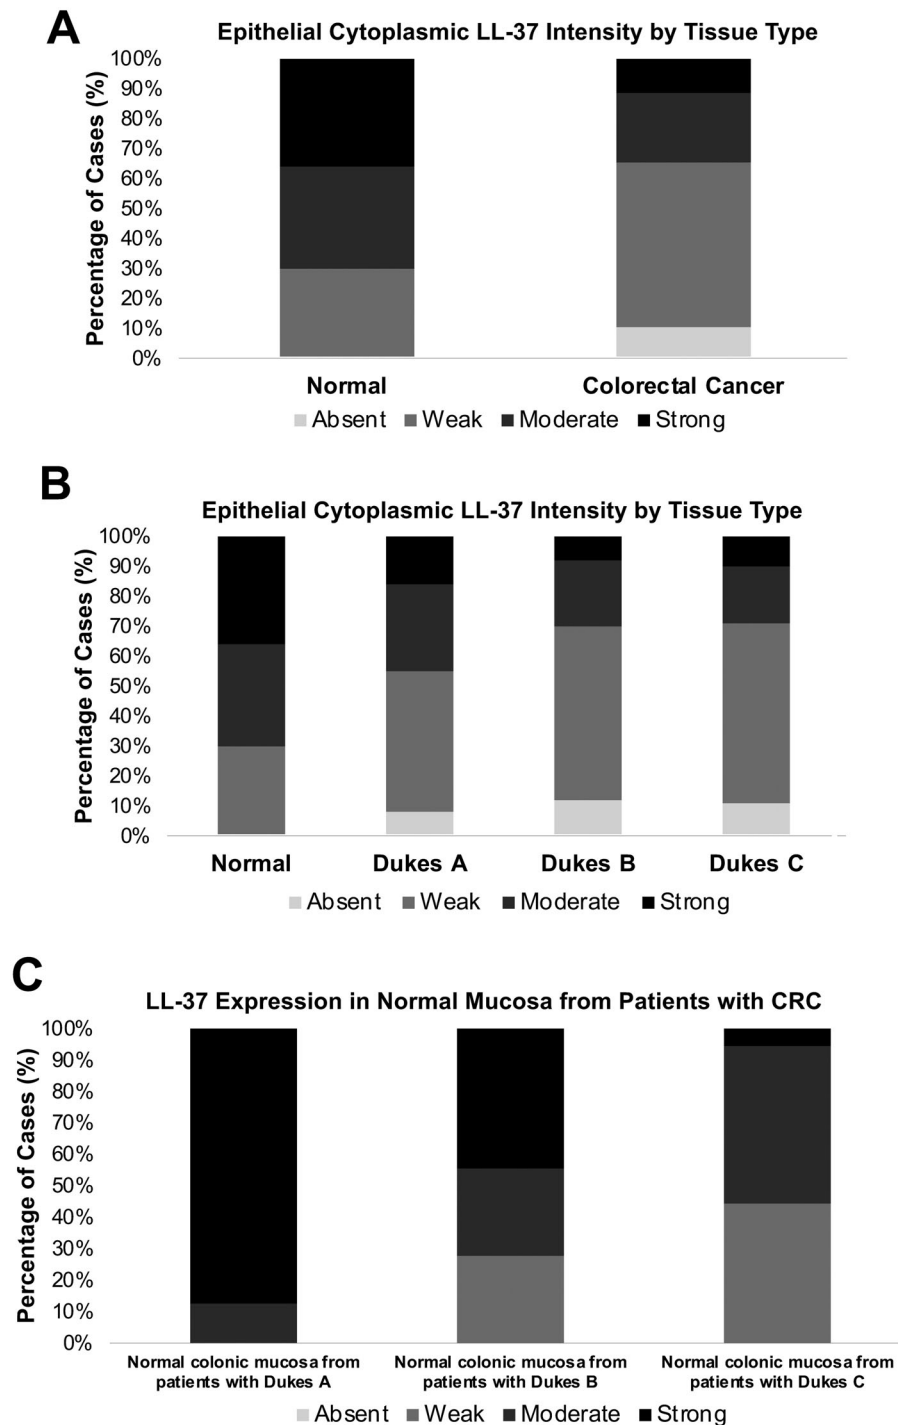 A
Epithelial Cytoplasmic LL-37 Intensity by Tissue Type
Percentage of Cases (%)
100%
90%
80%
70%
60%
50%
40%
30%
20%
10%
0%
Normal Colorectal Cancer
Absent Weak Moderate Strong
B
Epithelial Cytoplasmic LL-37 Intensity by Tissue Type
Percentage of Cases (%)
100%
90%
80%
70%
60%
50%
40%
30%
20%
10%
0%
Normal Dukes A Dukes B Dukes C
Absent Weak Moderate Strong
C
LL-37 Expression in Normal Mucosa from Patients with CRC
Percentage of Cases (%)
100%
90%
80%
70%
60%
50%
40%
30%
20%
10%
0%
Normal colonic mucosa from
patients with Dukes A
Normal colonic mucosa from
patients with Dukes B
Normal colonic mucosa from
patients with Dukes C
Absent Weak Moderate Strong